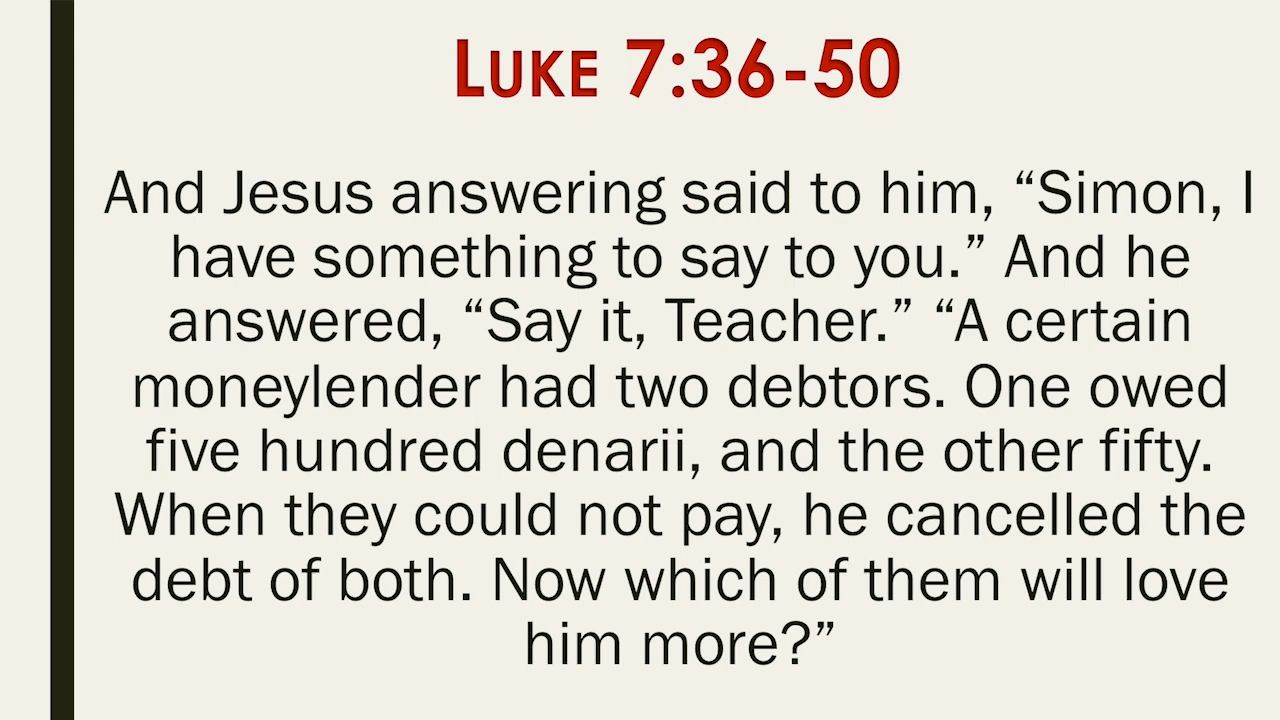 LUKE 7:36-50
And Jesus answering said to him, “Simon, I
have something to say to you.” And he
answered, “Say it, Teacher.” “A certain
moneylender had two debtors. One owed
five hundred denarii, and the other fifty.
When they could not pay, he cancelled the
debt of both. Now which of them will love
him more?”